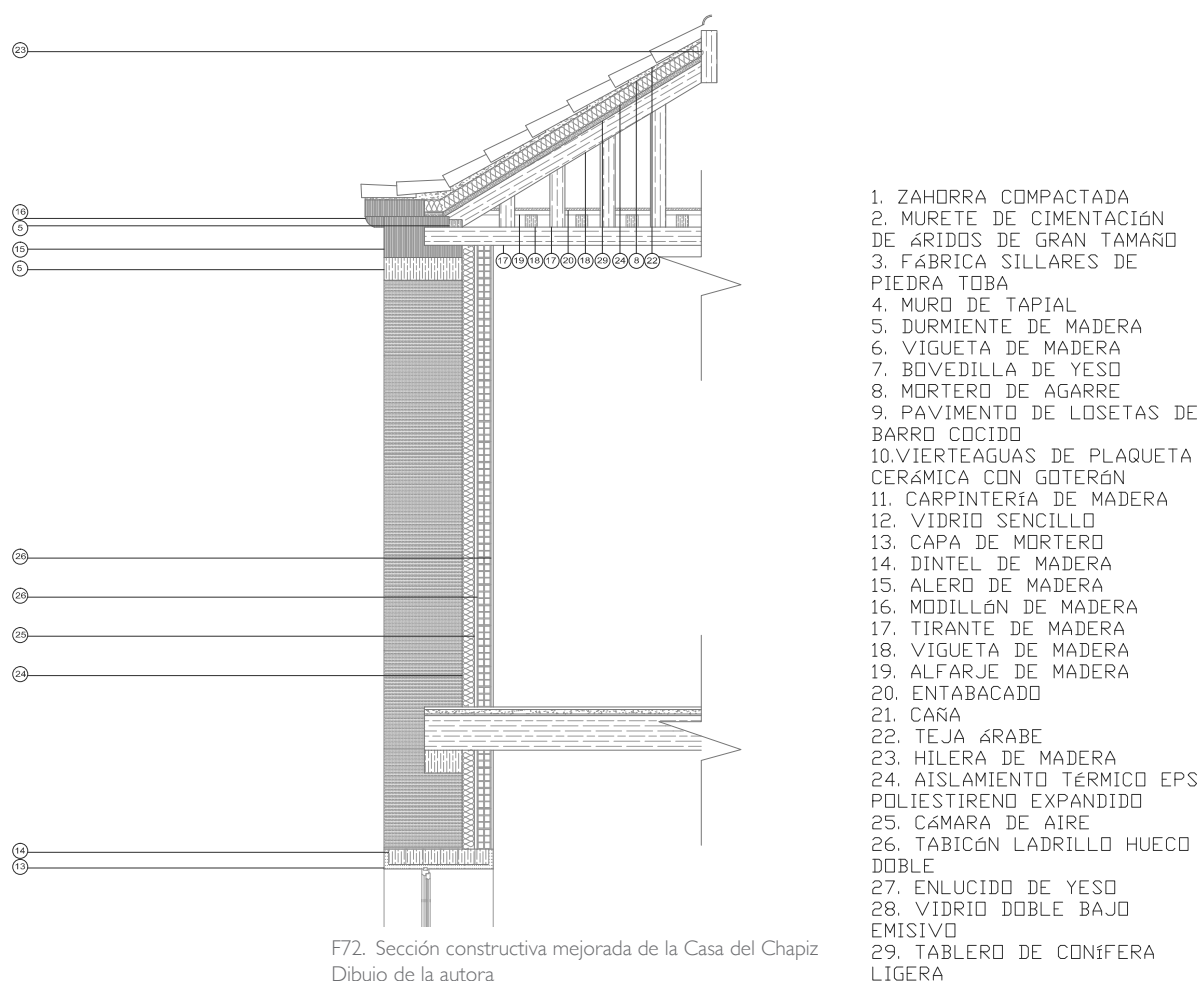 23
16
5
15
5
17 19 18 17 20 18 29 24 8 22
26
26
25
24
14
13
F72. Sección constructiva mejorada de la Casa del Chapiz
Dibujo de la autora
1. ZAHORRA COMPACTADA
2. MURETE DE CIMENTACIóN
DE áRIDOS DE GRAN TAMAÑO
3. FáBRICA SILLARES DE
PIEDRA TOBA
4. MURO DE TAPIAL
5. DURMIENTE DE MADERA
6. VIGUETA DE MADERA
7. BOVEDILLA DE YESO
8. MORTERO DE AGARRE
9. PAVIMENTO DE LOSETAS DE
BARRO COCIDO
10.VIERTEAGUAS DE PLAQUETA
CERáMICA CON GOTERóN
11. CARPINTERíA DE MADERA
12. VIDRIO SENCILLO
13. CAPA DE MORTERO
14. DINTEL DE MADERA
15. ALERO DE MADERA
16. MODILLóN DE MADERA
17. TIRANTE DE MADERA
18. VIGUETA DE MADERA
19. ALFARJE DE MADERA
20. ENTABACADO
21. CAÑA
22. TEJA áRABE
23. HILERA DE MADERA
24. AISLAMIENTO TéRMICO EPS
POLIESTIRENO EXPANDIDO
25. CáMARA DE AIRE
26. TABICóN LADRILLO HUECO
DOBLE
27. ENLUCIDO DE YESO
28. VIDRIO DOBLE BAJO
EMISIVO
29. TABLERO DE CONíFERA
LIGERA